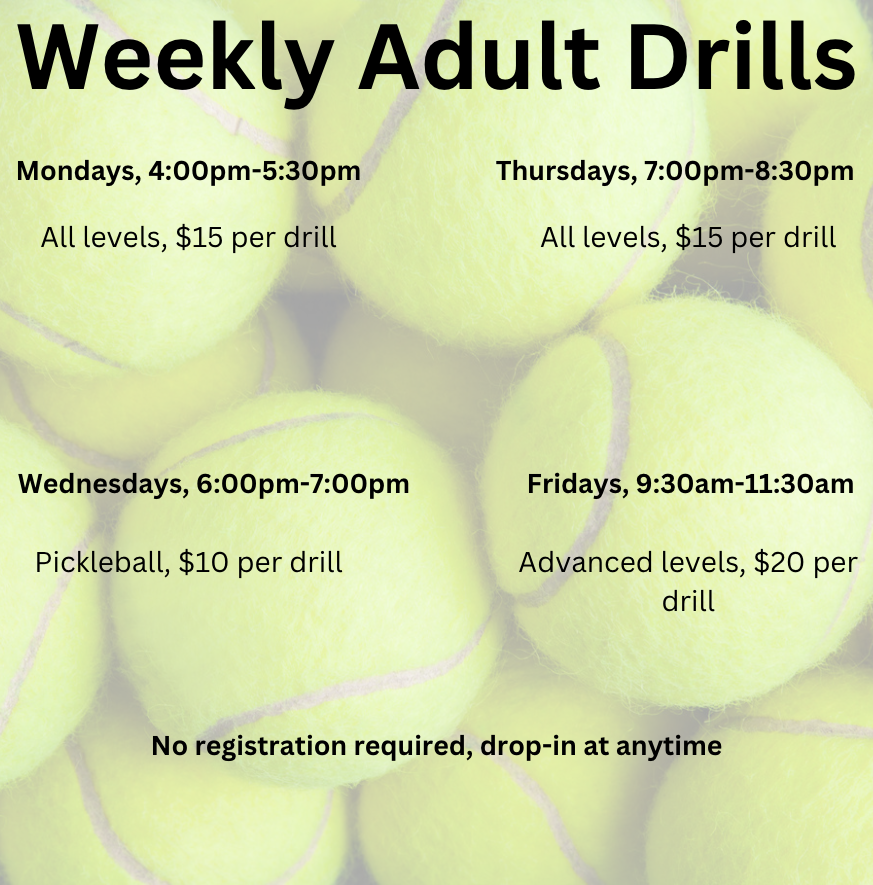 Weekly Adult Drills
Mondays, 4:00pm-5:30pm
All levels, $15 per drill
Thursdays, 7:00pm-8:30pm
All levels, $15 per drill
Wednesdays, 6:00pm-7:00pm
Pickleball, $10 per drill
Fridays, 9:30am-11:30am
Advanced levels, $20 per
drill
No registration required, drop-in at anytime